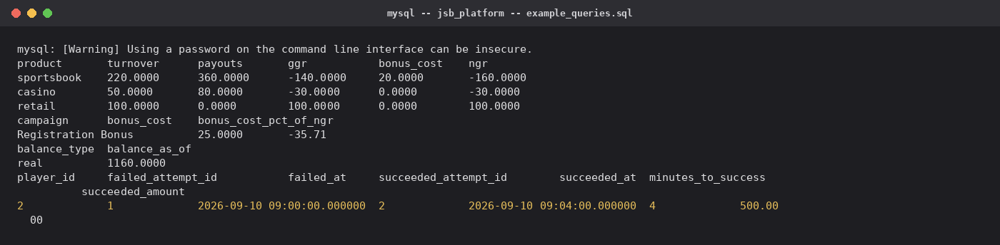 mysql -- jsb_platform -- example_queries.sql
mysql: [Warning] Using a password on the command line interface can be insecure.
product turnover payouts ggr bonus_cost ngr
sportsbook 220.0000 360.0000 -140.0000 20.0000 -160.0000
casino 50.0000 80.0000 -30.0000 0.0000 -30.0000
retail 100.0000 0.0000 100.0000 0.0000 100.0000
campaign bonus_cost bonus_cost_pct_of_ngr
Registration Bonus 25.0000 -35.71
balance_type balance_as_of
real 1160.0000
player_id failed_attempt_id failed_at succeeded_attempt_id succeeded_at minutes_to_success
succeeded_amount
2 1 2026-09-10 09:00:00.000000 2 2026-09-10 09:04:00.000000 4 500.00
00